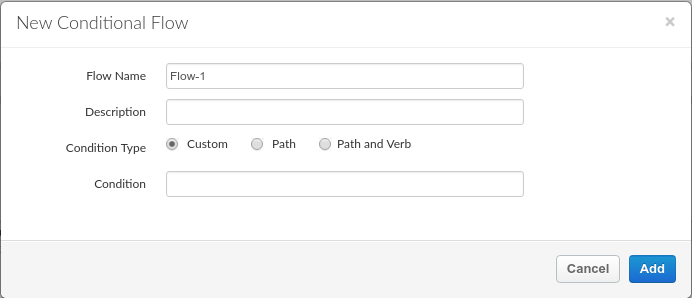 New Conditional Flow ×
Flow Name Flow-1
Description
Condition Type Custom Path Path and Verb
Condition
Cancel Add